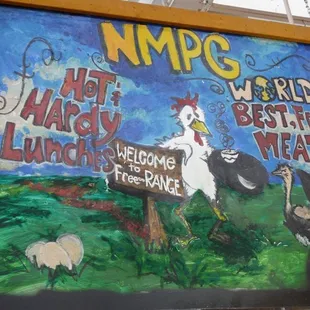 NMPG
HoT &
HaRdy
LuncHes
WELCOME
to
FREE-RANGE
WORLD
BEST, F
MEAT